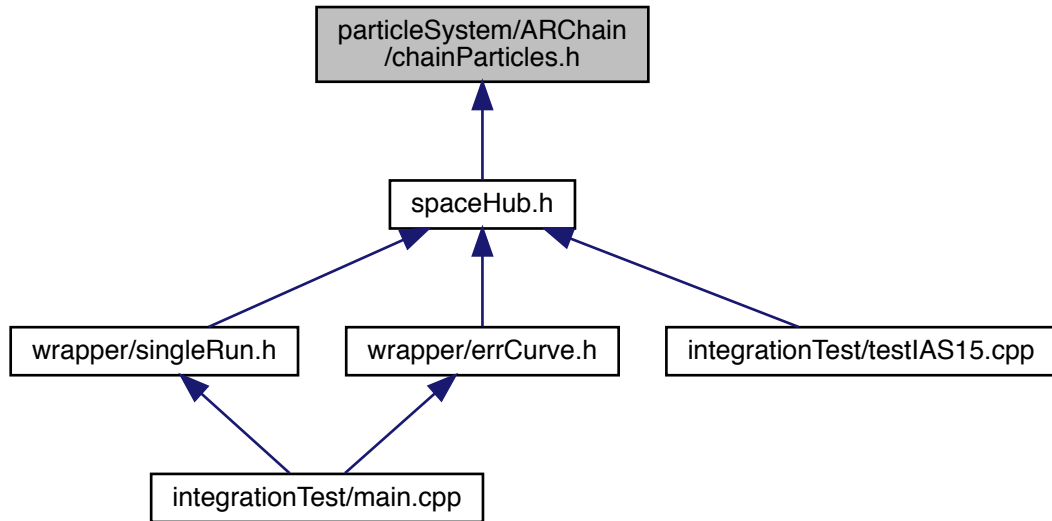 particleSystem/ARChain
/chainParticles.h
spaceHub.h
wrapper/singleRun.h
wrapper/errCurve.h
integrationTest/testIAS15.cpp
integrationTest/main.cpp